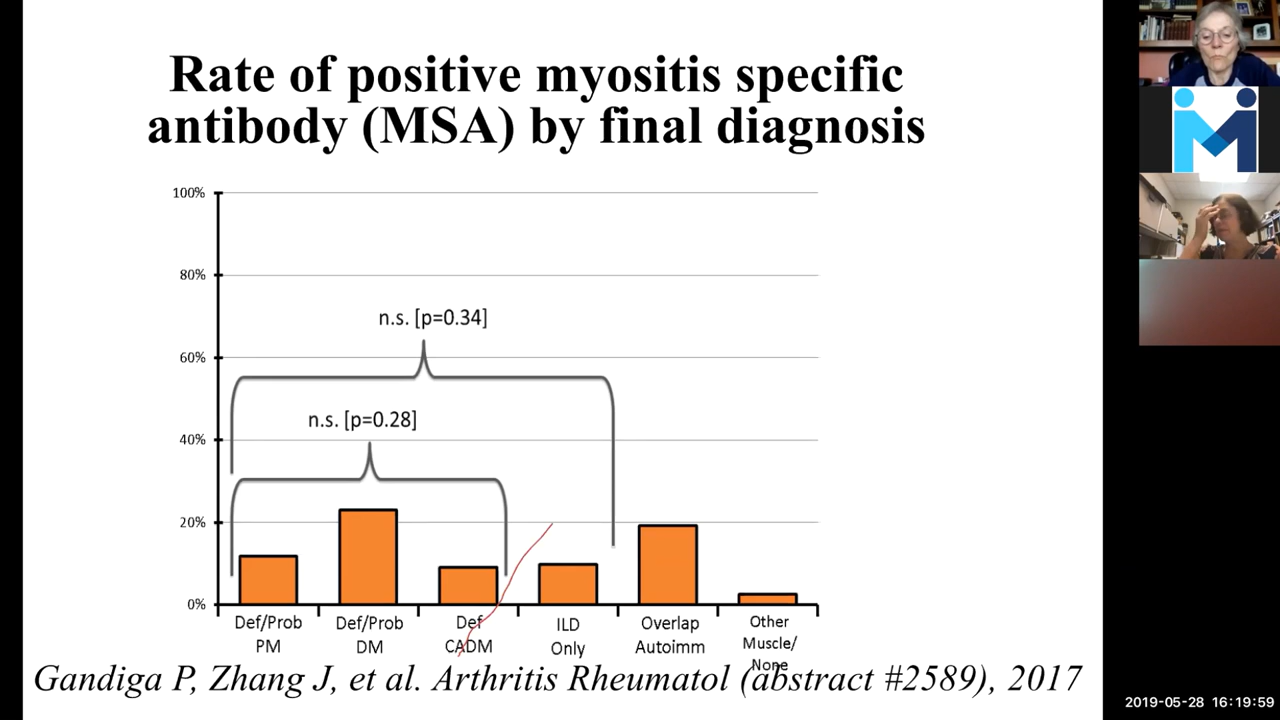 Rate of positive myositis specific
antibody (MSA) by final diagnosis
100%
80%
n.s. [p=0.34]
60%
n.s. [p=0.28]
40%
20%
0%
Def/Prob PM
Def/Prob DM
Def CADM
ILD Only
Overlap Autoimm
Other Muscle/ None
Gandiga P, Zhang J, et al. Arthritis Rheumatol (abstract #2589), 2017
2019-05-28 16:19:59